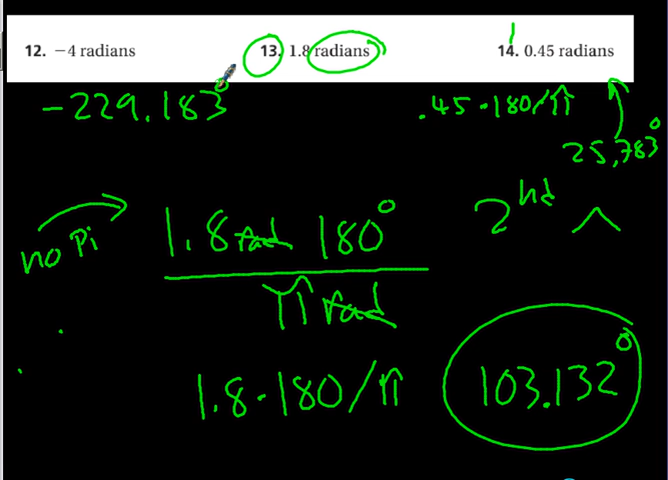 12. −4 radians 13. 1.8 radians 14. 0.45 radians
-229.183° .45·180/π
25.783°
no Pi 1.8 rad 180° 2nd ^
π rad
1.8·180/π 103.132°